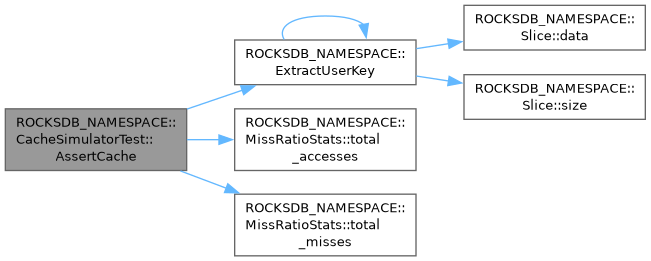 ROCKSDB_NAMESPACE::
CacheSimulatorTest::
AssertCache
ROCKSDB_NAMESPACE::
ExtractUserKey
ROCKSDB_NAMESPACE::
Slice::data
ROCKSDB_NAMESPACE::
Slice::size
ROCKSDB_NAMESPACE::
MissRatioStats::total
_accesses
ROCKSDB_NAMESPACE::
MissRatioStats::total
_misses